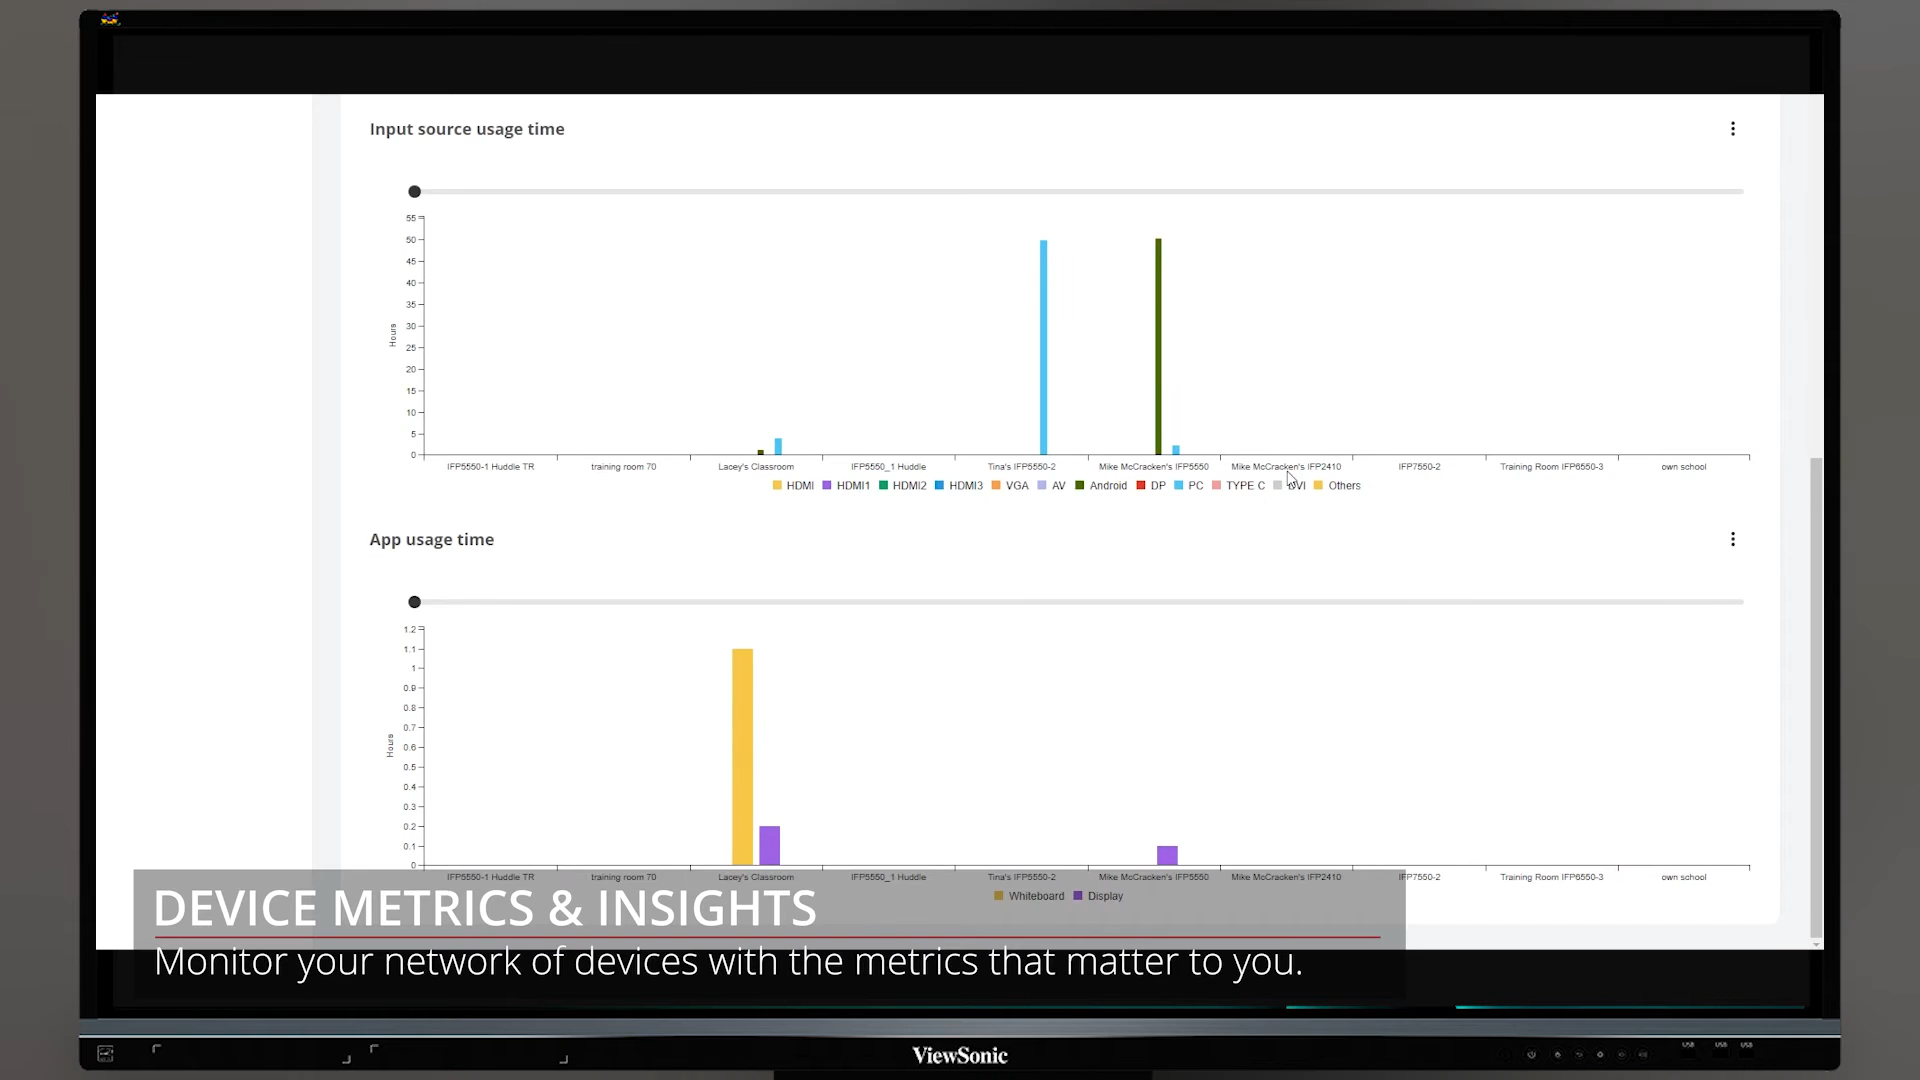 Input source usage time
55
50
45
40
35
30
25
20
15
10
5
0
Hours
IFP5550-1 Huddle TR training room 70 Lacey's Classroom IFP5550_1 Huddle Tina's IFP5550-2 Mike McCracken's IFP5550 Mike McCracken's IFP2410 IFP7550-2 Training Room IFP6550-3 own school
HDMI HDMI1 HDMI2 HDMI3 VGA AV Android DP PC TYPE C DVI Others
App usage time
1.2
1.1
1
0.9
0.8
0.7
0.6
0.5
0.4
0.3
0.2
0.1
0
Hours
IFP5550-1 Huddle TR training room 70 Lacey's Classroom IFP5550_1 Huddle Tina's IFP5550-2 Mike McCracken's IFP5550 Mike McCracken's IFP2410 IFP7550-2 Training Room IFP6550-3 own school
Whiteboard Display
DEVICE METRICS & INSIGHTS
Monitor your network of devices with the metrics that matter to you.
ViewSonic
USB USB USB